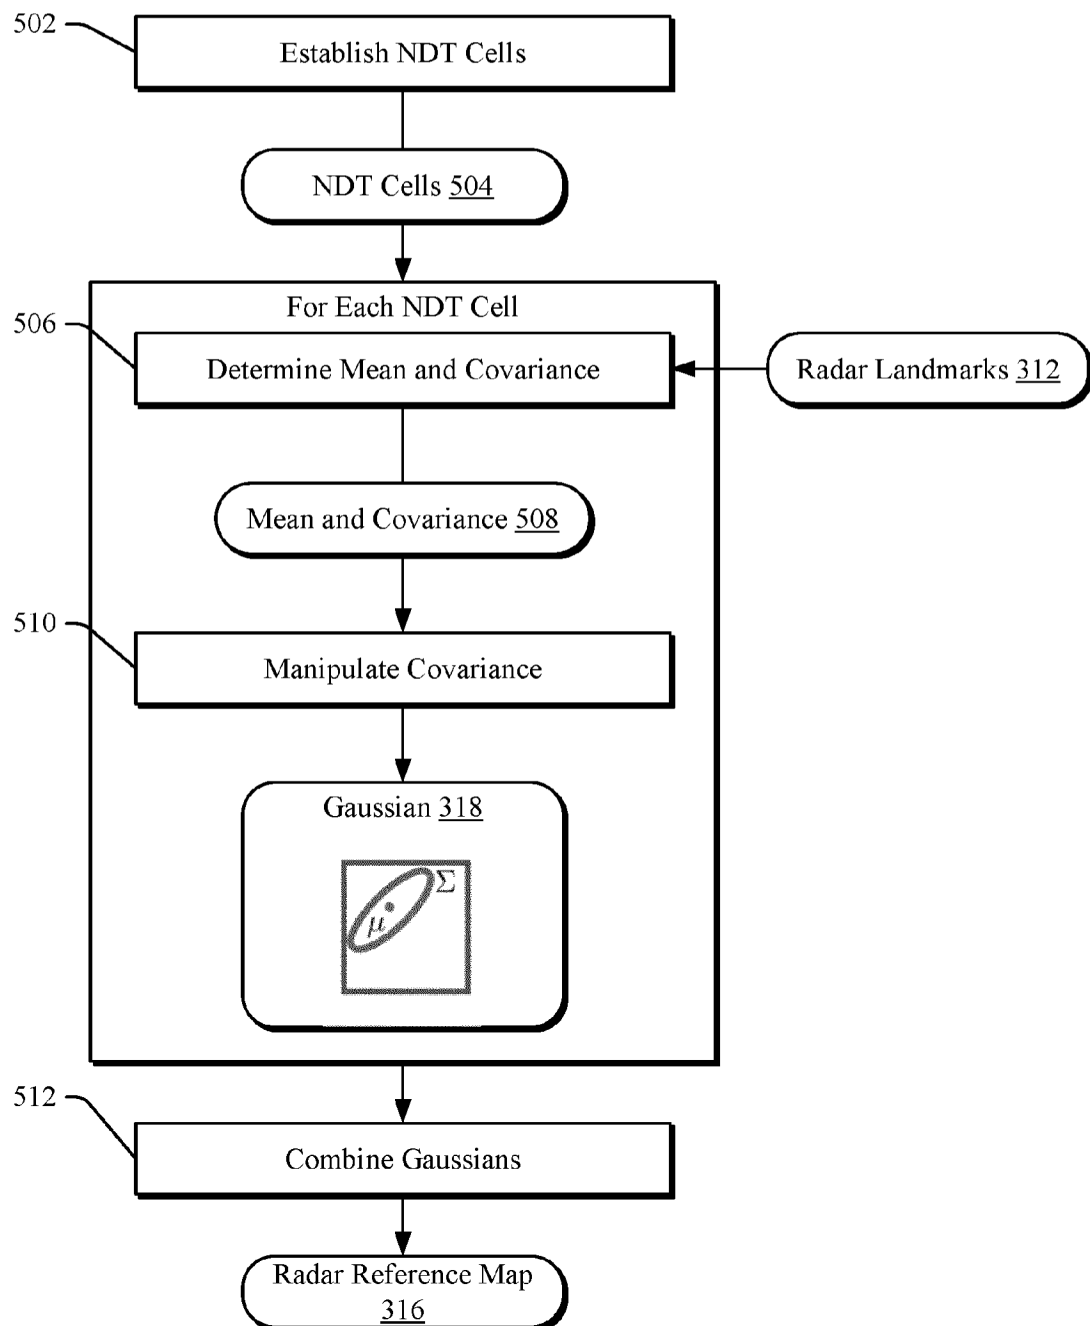 502
Establish NDT Cells
NDT Cells 504
For Each NDT Cell
506
Determine Mean and Covariance
Radar Landmarks 312
Mean and Covariance 508
510
Manipulate Covariance
Gaussian 318
Σ
μ
512
Combine Gaussians
Radar Reference Map
316